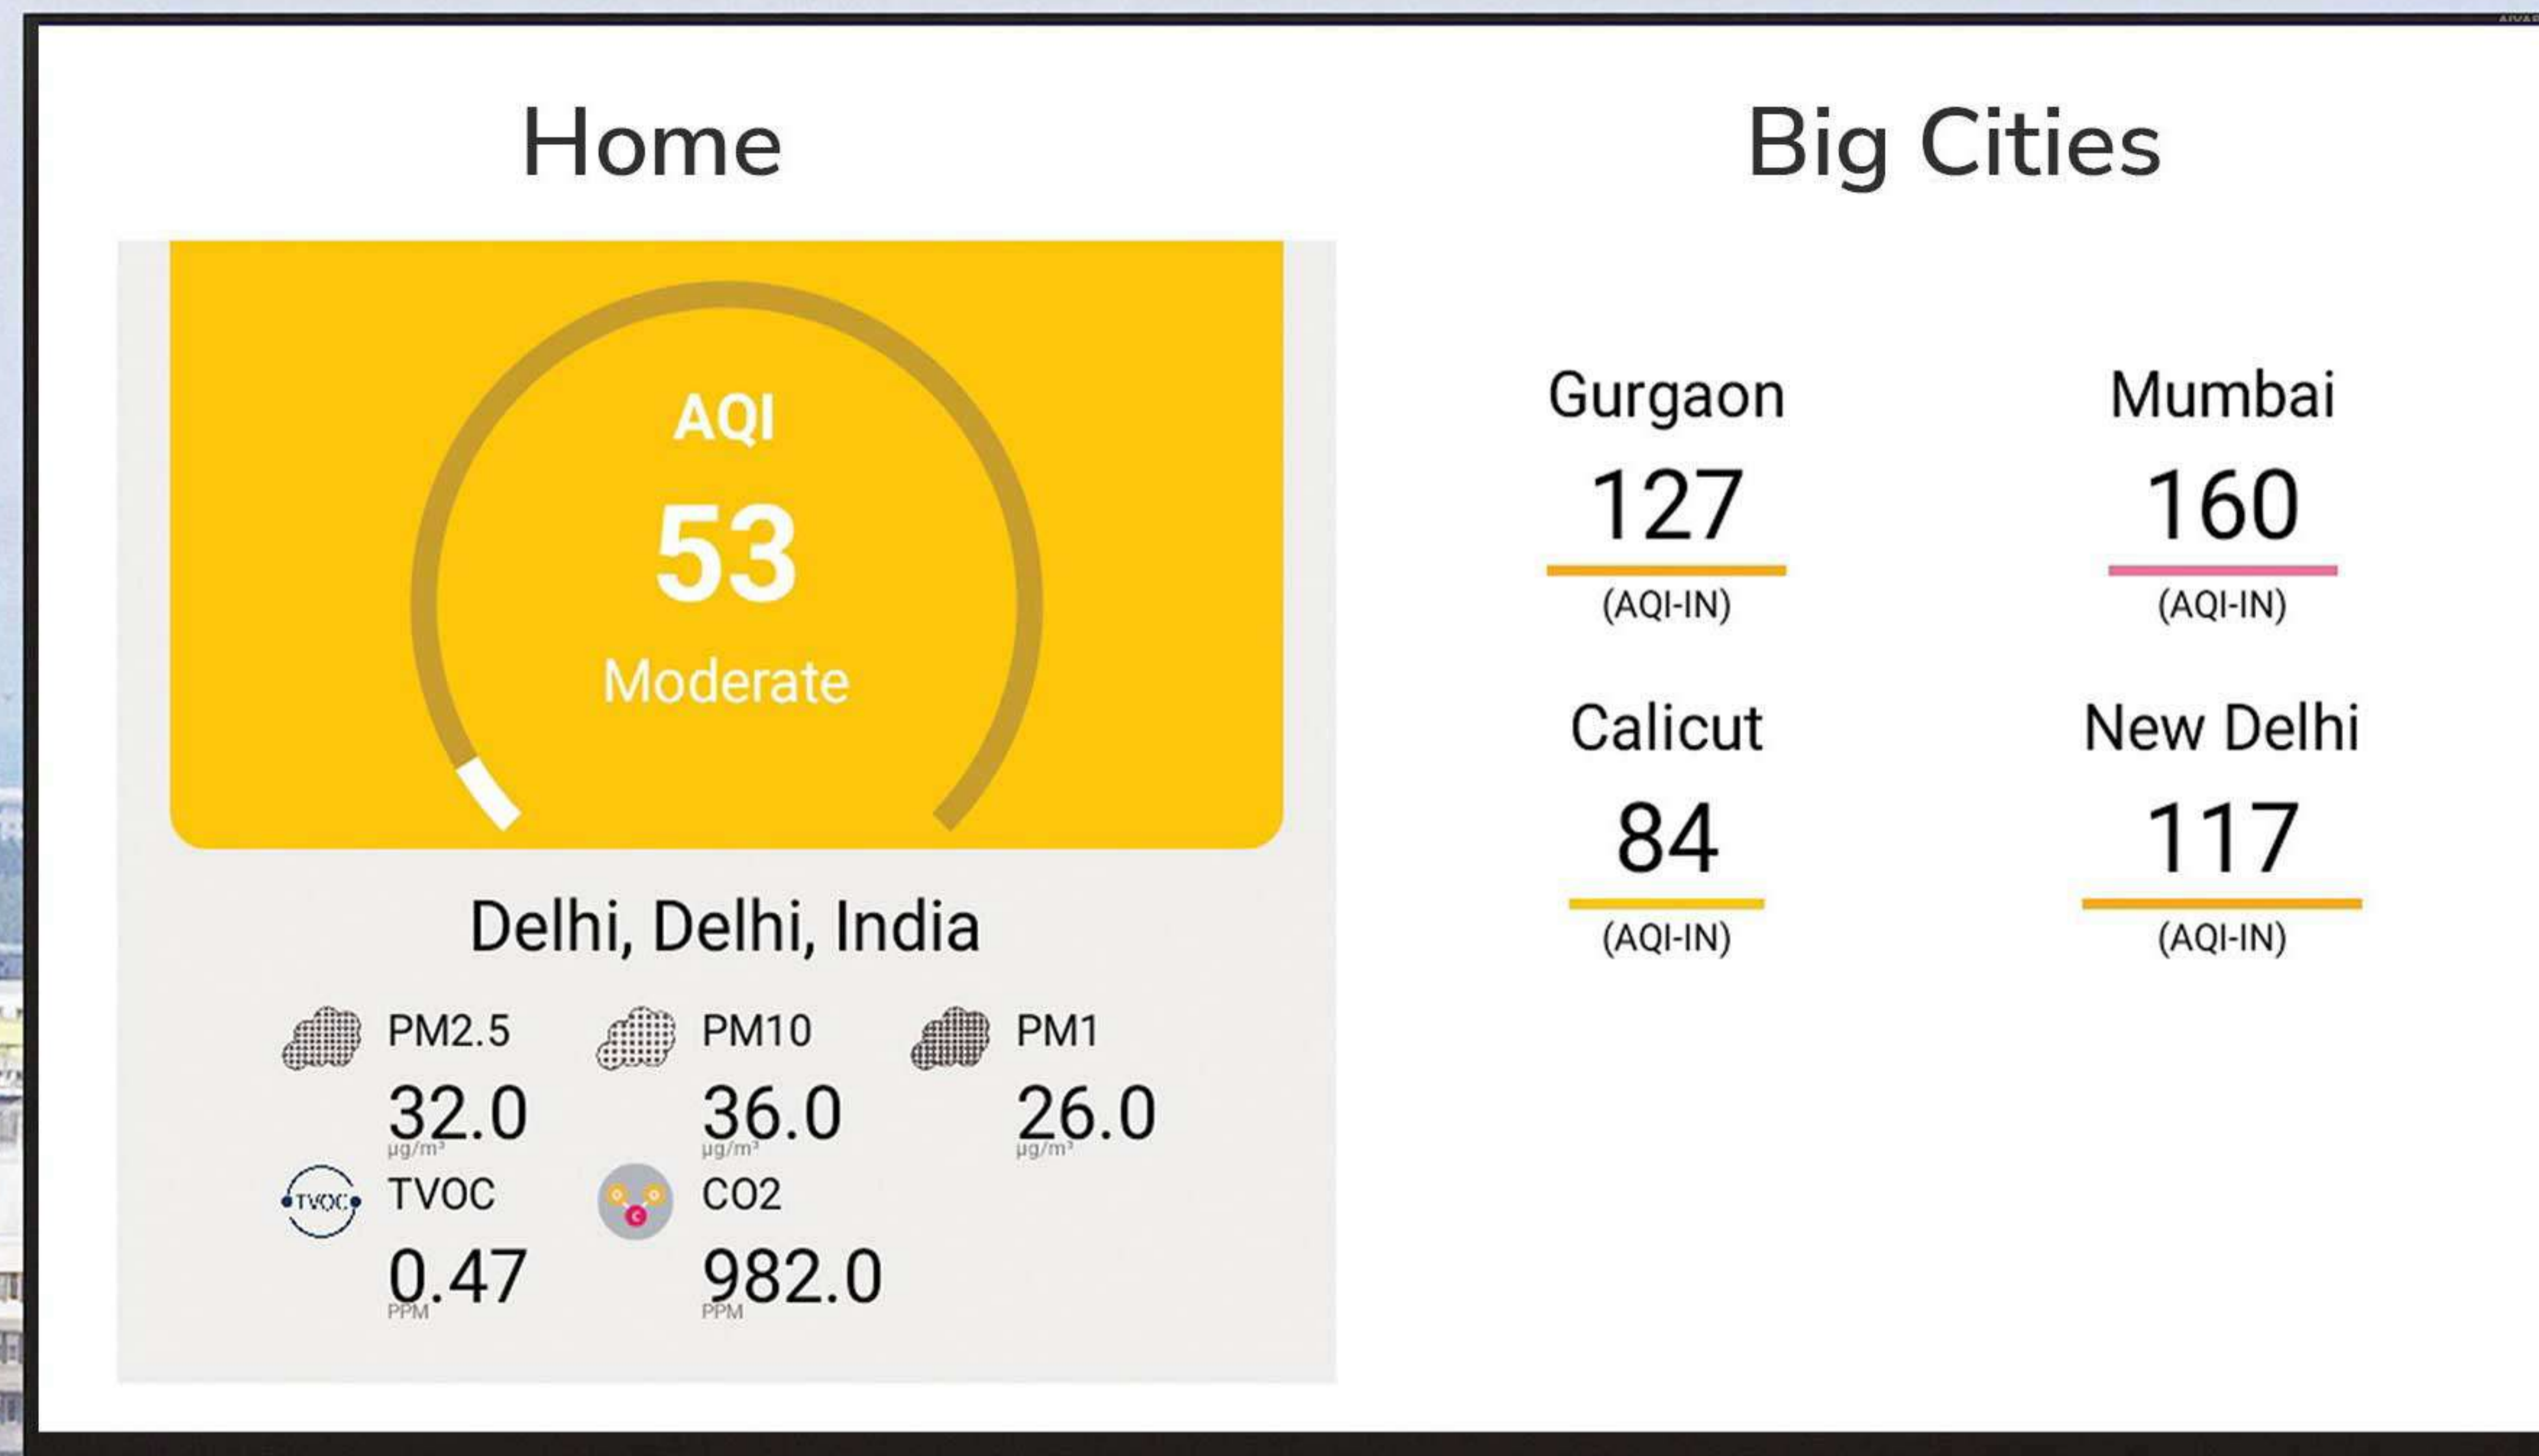 Home
AQI
53
Moderate
Delhi, Delhi, India
PM2.5
32.0
µg/m³
PM10
36.0
µg/m³
PM1
26.0
µg/m³
TVOC
TVOC
0.47
PPM
CO2
982.0
PPM
Big Cities
Gurgaon
127
(AQI-IN)
Mumbai
160
(AQI-IN)
Calicut
84
(AQI-IN)
New Delhi
117
(AQI-IN)